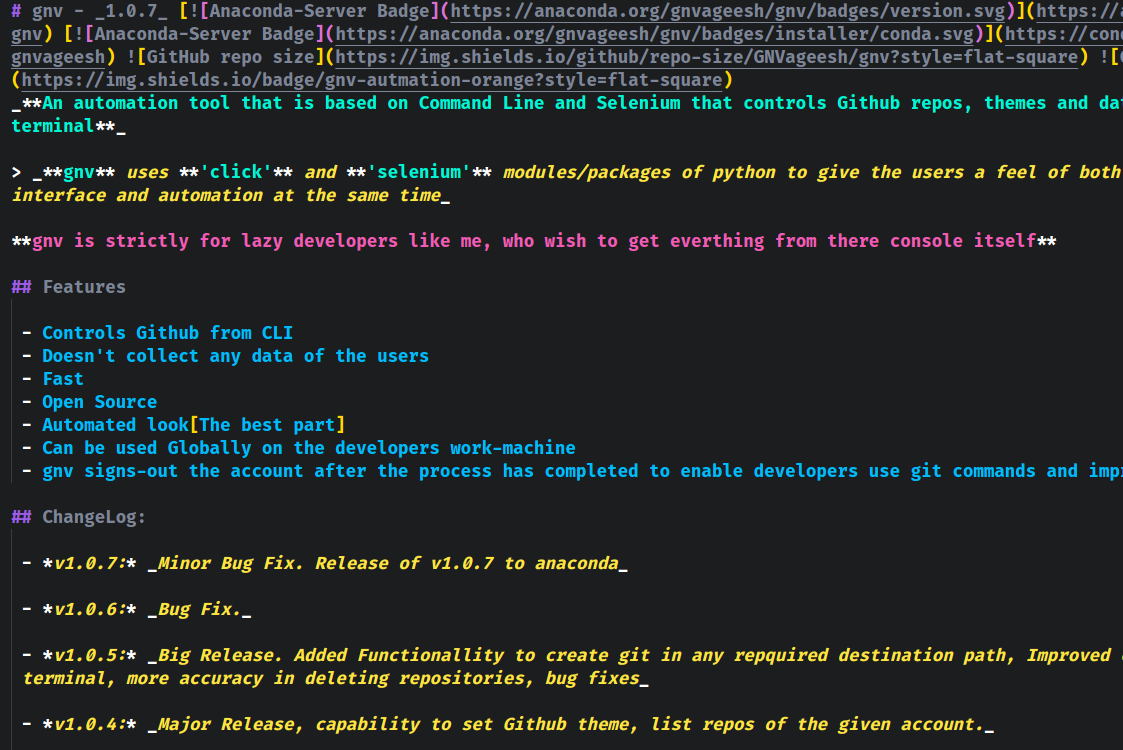 # gnv - _1.0.7_ [![Anaconda-Server Badge](https://anaconda.org/gnvageesh/gnv/badges/version.svg)](https://
gnv) [![Anaconda-Server Badge](https://anaconda.org/gnvageesh/gnv/badges/installer/conda.svg)](https://
gnvageesh) ![GitHub repo size](https://img.shields.io/github/repo-size/GNVageesh/gnv?style=flat-square) ![
(https://img.shields.io/badge/gnv-autmation-orange?style=flat-square)
_**An automation tool that is based on Command Line and Selenium that controls Github repos, themes and
terminal**_
> _**gnv** uses **'click'** and **'selenium'** modules/packages of python to give the users a feel of both
interface and automation at the same time_
**gnv is strictly for lazy developers like me, who wish to get everthing from there console itself**
## Features
- Controls Github from CLI
- Doesn't collect any data of the users
- Fast
- Open Source
- Automated look[The best part]
- Can be used Globally on the developers work-machine
- gnv signs-out the account after the process has completed to enable developers use git commands and
## ChangeLog:
- *v1.0.7:* _Minor Bug Fix. Release of v1.0.7 to anaconda_
- *v1.0.6:* _Bug Fix._
- *v1.0.5:* _Big Release. Added Functionallity to create git in any repquired destination path, Improved
terminal, more accuracy in deleting repositories, bug fixes_
- *v1.0.4:* _Major Release, capability to set Github theme, list repos of the given account._